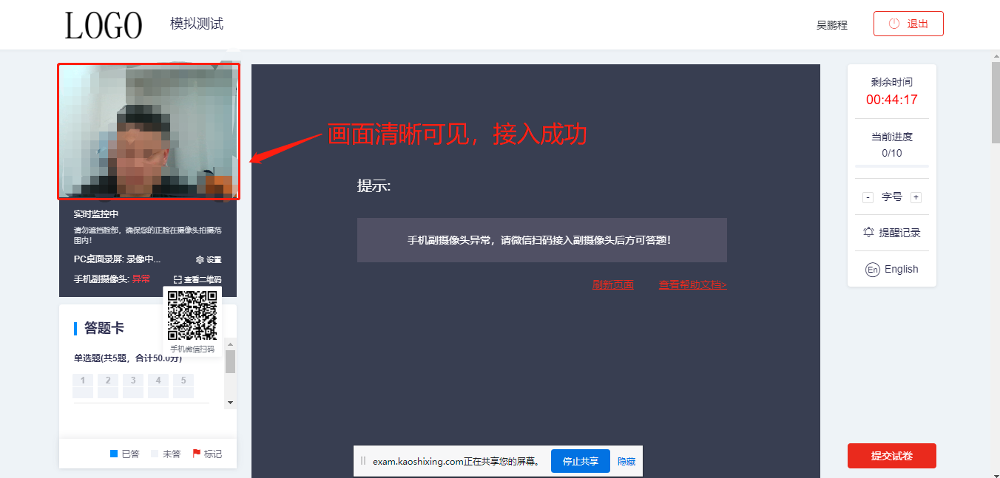 LOGO
模拟测试
吴鹏程
退出
画面清晰可见，接入成功
实时监控中
请勿遮挡脸部，确保您的正脸在摄像头拍摄范
围内!
PC桌面录屏: 录像中...
设置
手机副摄像头: 异常
查看二维码
手机微信扫码
答题卡
单选题(共5题，合计50.0分)
1 2 3 4 5
已答 未答 标记
提示:
手机副摄像头异常，请微信扫码接入副摄像头后方可答题!
刷新页面 查看帮助文档>
exam.kaoshixing.com正在共享您的屏幕。
停止共享 隐藏
剩余时间
00:44:17
当前进度
0/10
- 字号 +
提醒记录
En English
提交试卷